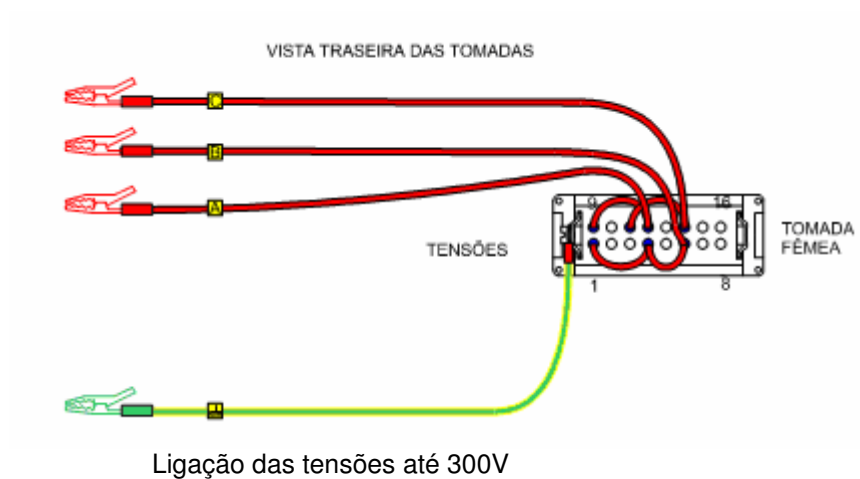 VISTA TRASEIRA DAS TOMADAS
C
B
A
9 16
TENSÕES
TOMADA
FÊMEA
1 8
Ligação das tensões até 300V